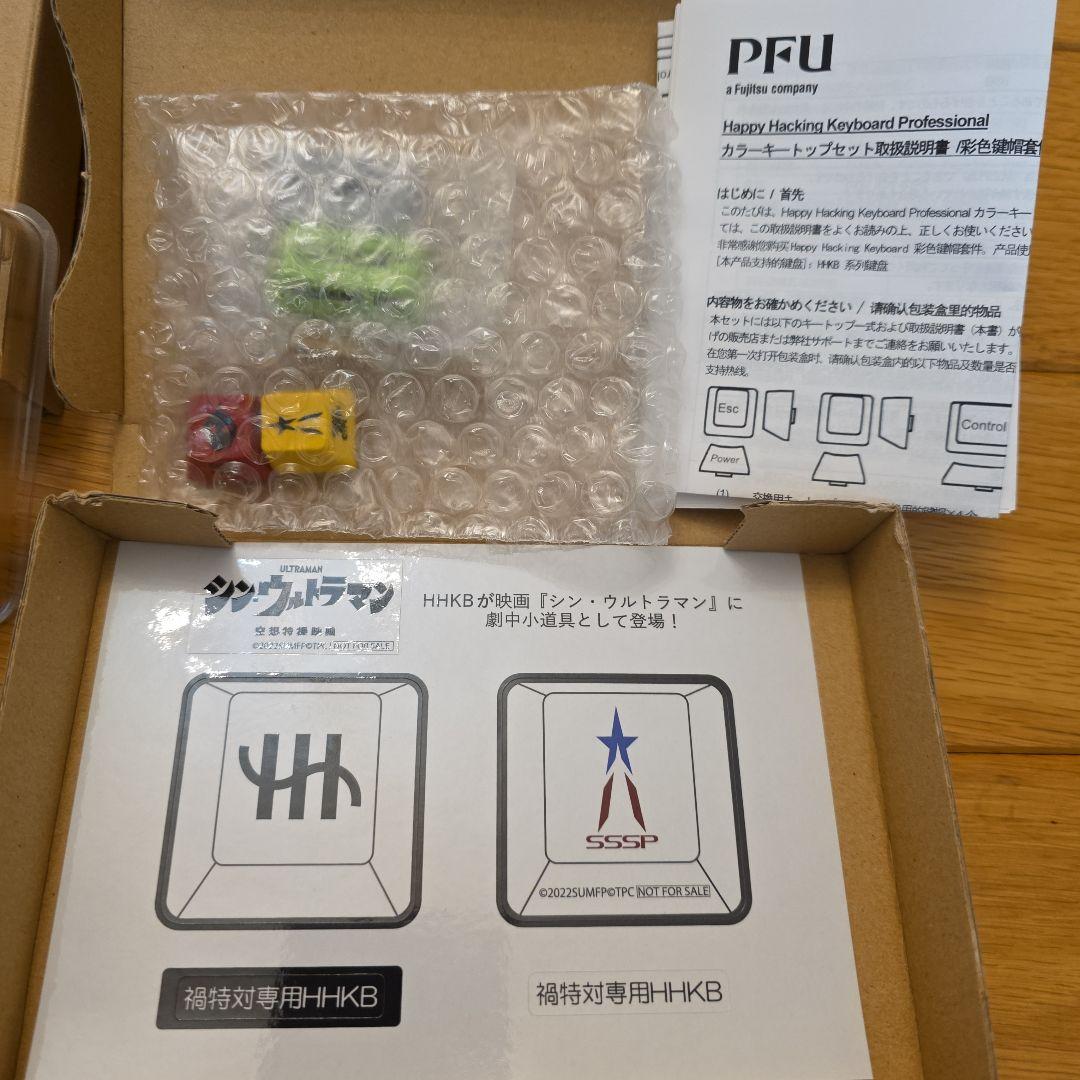 PFU
a Fujitsu company
Happy Hacking Keyboard Professional
カラーキートップセット取扱説明書 /彩色键帽套
はじめに / 首先
このたびは、Happy Hacking Keyboard Professional カラーキー
ては、この取扱説明書をよくお読みの上、正しくお使いください
非常感谢您购买Happy Hacking Keyboard 彩色键帽套件。产品使
[本产品支持的键盘]: HHKB 系列键盘
内容物をお確かめください / 请确认包装盒里的物品
本セットには以下のキートップ一式および取扱説明書（本書）が
げの販売店または弊社サポートまでご連絡をお願いいたします。
在您第一次打开包装盒时、请确认包装盒内的以下物品及数量是否
支持热线。
Esc
Control
Power
(1)
ULTRAMAN
シン・ウルトラマン
空想特撮映画
©2022SUMFP©TPC / NOT FOR SALE
HHKBが映画『シン・ウルトラマン』に
劇中小道具として登場！
SSSP
©2022SUMFP©TPC NOT FOR SALE
禍特対専用HHKB
禍特対専用HHKB